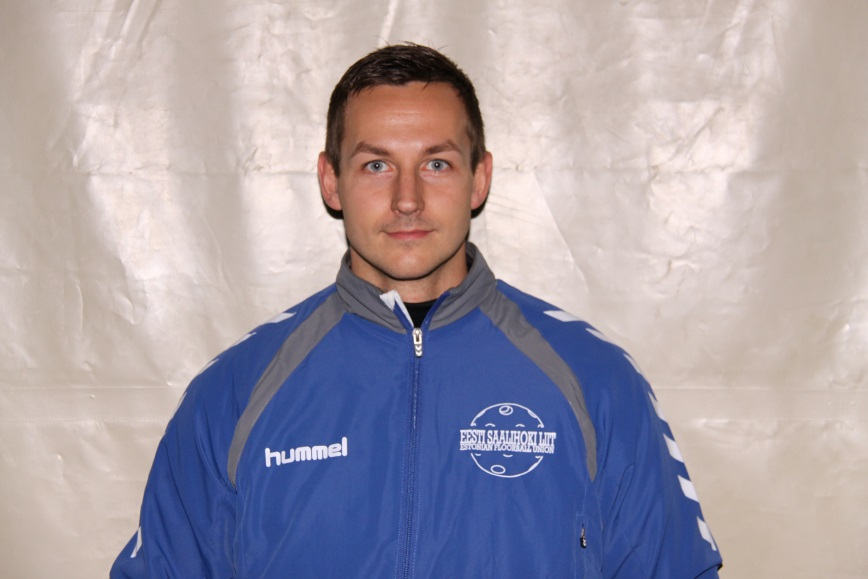 hummel
EESTI SAALIHOKI LIIT
ESTONIAN FLOORBALL UNION